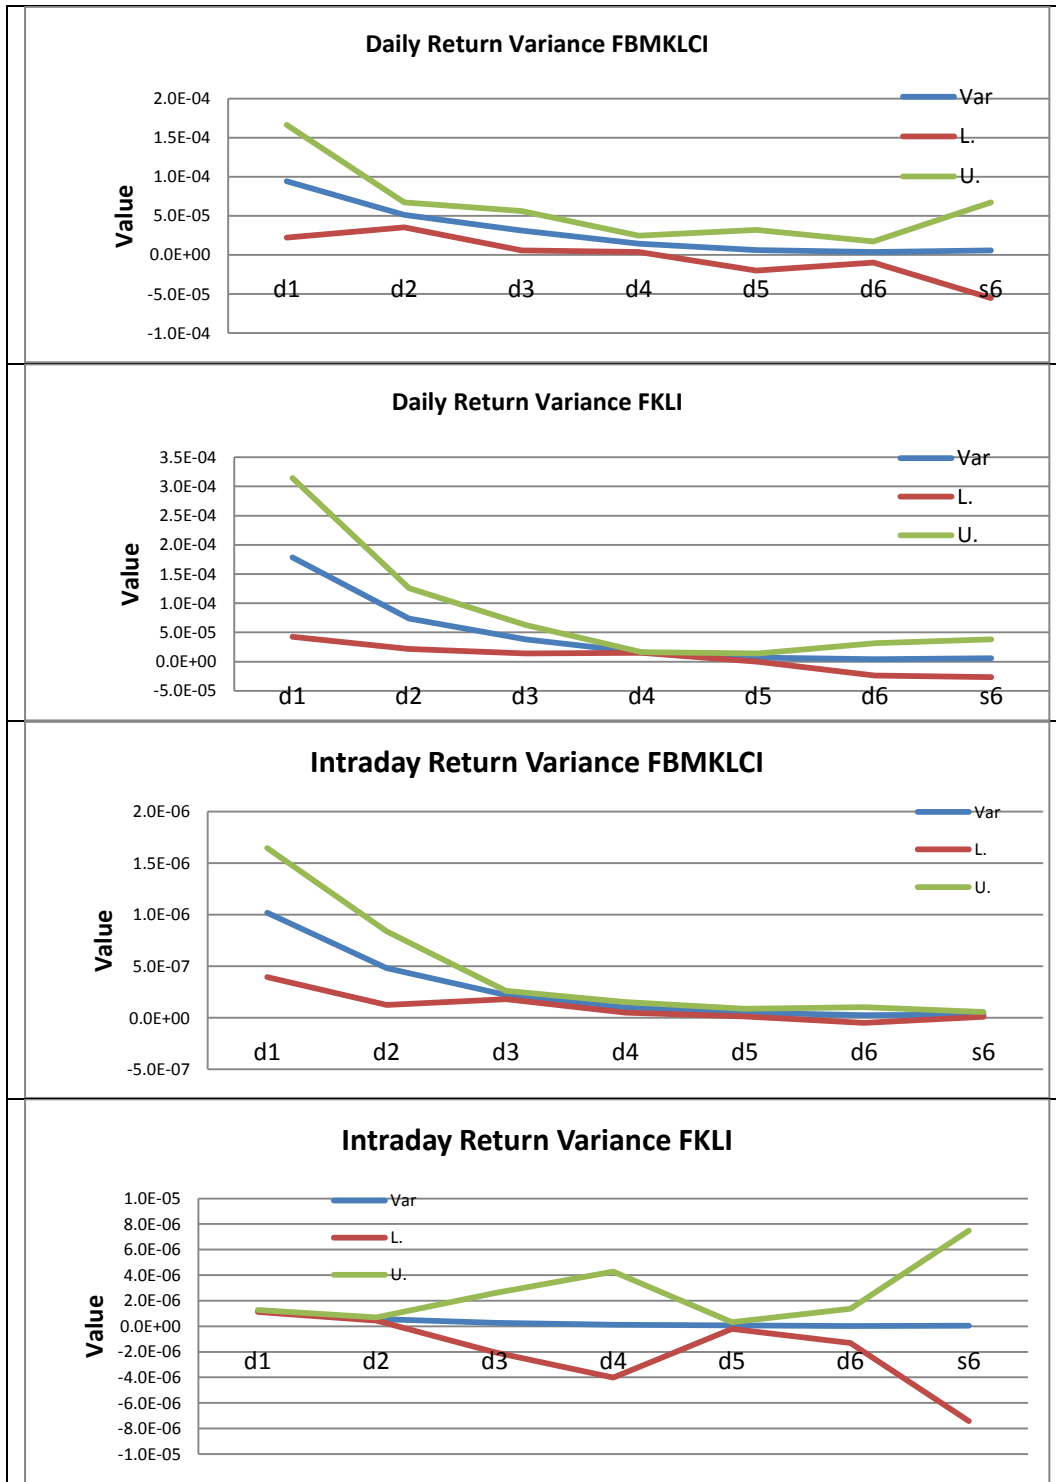 Daily Return Variance FBMKLCI
Value
2.0E-04
1.5E-04
1.0E-04
5.0E-05
0.0E+00
-5.0E-05
-1.0E-04
d1 d2 d3 d4 d5 d6 s6
Var
L.
U.
Daily Return Variance FKLI
Value
3.5E-04
3.0E-04
2.5E-04
2.0E-04
1.5E-04
1.0E-04
5.0E-05
0.0E+00
-5.0E-05
d1 d2 d3 d4 d5 d6 s6
Var
L.
U.
Intraday Return Variance FBMKLCI
Value
2.0E-06
1.5E-06
1.0E-06
5.0E-07
0.0E+00
-5.0E-07
d1 d2 d3 d4 d5 d6 s6
Var
L.
U.
Intraday Return Variance FKLI
Value
1.0E-05
8.0E-06
6.0E-06
4.0E-06
2.0E-06
0.0E+00
-2.0E-06
-4.0E-06
-6.0E-06
-8.0E-06
-1.0E-05
d1 d2 d3 d4 d5 d6 s6
Var
L.
U.